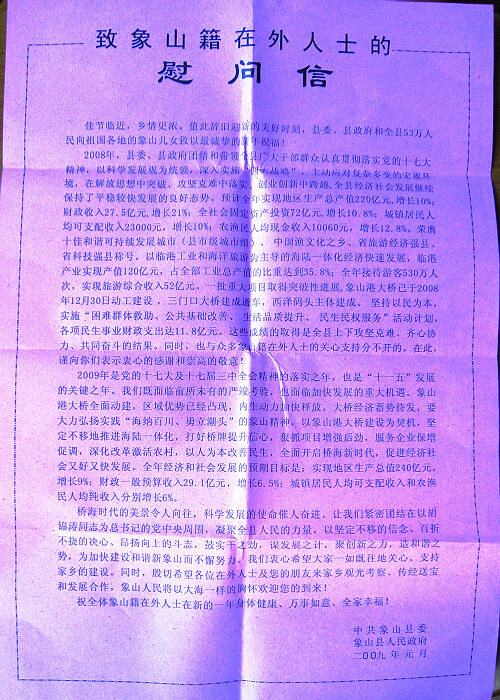 致象山籍在外人士的
慰问信
佳节临近，乡情更浓。值此辞旧迎新的美好时刻，县委、县政府和全县53万人
民向祖国各地的象山儿女致以最诚挚的新年祝福！
2008年，县委、县政府团结和带领全县广大干部群众认真贯彻落实党的十七大
精神，以科学发展观为统领，深入实施“四大战略”，主动应对复杂多变的宏观环
境，在解放思想中突破、攻坚克难中落实、创业创新中跨越，全县经济社会发展继续
保持了平稳较快发展的良好态势。预计全年实现地区生产总值220亿元，增长10%；
财政收入27.5亿元，增长21%；全社会固定资产投资72亿元，增长10.8%；城镇居民人
均可支配收入23000元，增长10%；农渔民人均现金收入10060元，增长12.8%。荣膺
十佳和谐可持续发展城市（县市级城市组）、中国渔文化之乡、省旅游经济强县、
省科技强县称号。以临港工业和海洋旅游为主导的海陆一体化经济快速发展，临港
产业实现产值120亿元，占全部工业总产值的比重达到35.8%；全年接待游客530万人
次，实现旅游综合收入52亿元。一批重大项目取得突破性进展，象山港大桥已于2008
年12月30日动工建设，三门口大桥建成通车，西泽码头主体建成。坚持以民为本，
实施“困难群体救助、公共基础改善、生活品质提升、民生民权服务”活动计划，
各项民生事业财政支出达11.8亿元。这些成绩的取得是全县上下攻坚克难、齐心协
力、共同奋斗的结果。同时，也与众多象山籍在外人士的关心支持分不开的。在此，
谨向你们表示衷心的感谢和崇高的敬意！
2009年是党的十七大及十七届三中全会精神的落实之年，也是“十一五”发展
的关键之年。我们既面临前所未有的严峻考验，也面临加快发展的重大机遇。象山
港大桥全面动建，区域优势已经凸现，内生动力加快释放，大桥经济蓄势待发。要
大力弘扬实践“海纳百川、勇立潮头”的象山精神，以象山港大桥建设为契机，坚
定不移地推进海陆一体化，打好桥牌提升信心，狠抓项目增强后劲，服务企业保增
促调，深化改革激活农村，以人为本改善民生，全面开启桥海新时代，促进经济社
会又好又快发展。全年经济和社会发展的预期目标是：实现地区生产总值240亿元，
增长9%；财政一般预算收入29.1亿元，增长6.5%；城镇居民人均可支配收入和农渔
民人均纯收入分别增长6%。
桥海时代的美景令人向往，科学发展的使命催人奋进。让我们紧密团结在以胡
锦涛同志为总书记的党中央周围，凝聚全县人民的力量，以坚定不移的信念、百折
不挠的决心、昂扬向上的斗志，鼓实干之劲，谋发展之计，聚创新之力，造和谐之
势，为加快建设和谐新象山而不懈努力。我们衷心希望大家一如既往地关心、支持
家乡的建设。同时，殷切希望各位在外人士及您的朋友来家乡观光考察、传经送宝
和发展合作，象山人民将以大海一样的胸怀欢迎您的到来！
祝全体象山籍在外人士在新的一年身体健康、万事如意、全家幸福！
中共象山县委
象山县人民政府
二00九年元月